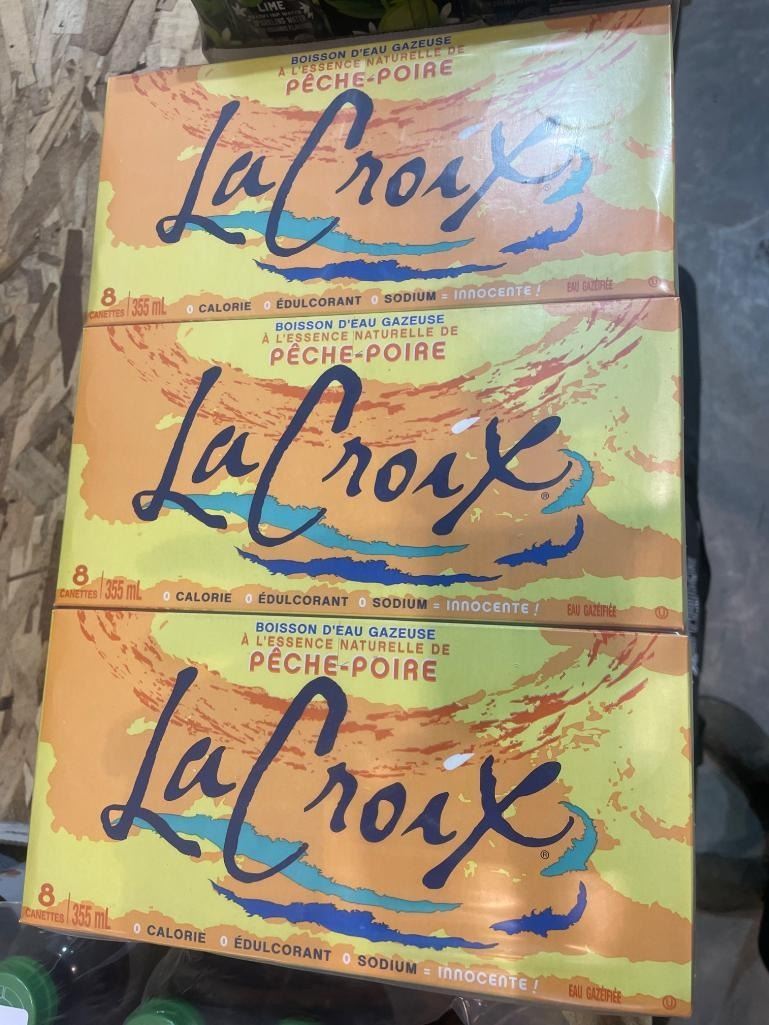 LIME
BOISSON D'EAU GAZEUSE
À L'ESSENCE NATURELLE DE
PÊCHE-POIRE
LaCroix
®
8
CANETTES
355 mL
0 CALORIE 0 ÉDULCORANT 0 SODIUM = INNOCENTE !
EAU GAZÉIFIÉE
BOISSON D'EAU GAZEUSE
À L'ESSENCE NATURELLE DE
PÊCHE-POIRE
LaCroix
®
8
CANETTES
355 mL
0 CALORIE 0 ÉDULCORANT 0 SODIUM = INNOCENTE !
EAU GAZÉIFIÉE
BOISSON D'EAU GAZEUSE
À L'ESSENCE NATURELLE DE
PÊCHE-POIRE
LaCroix
®
8
CANETTES
355 mL
0 CALORIE 0 ÉDULCORANT 0 SODIUM = INNOCENTE !
EAU GAZÉIFIÉE